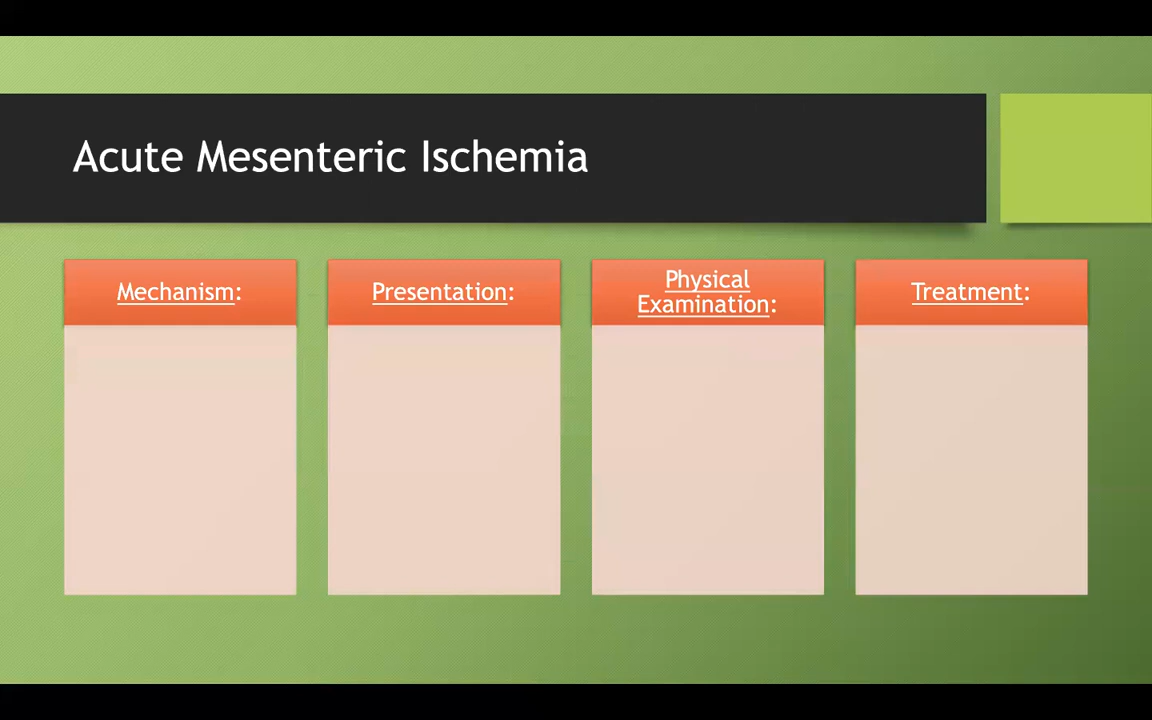 Acute Mesenteric Ischemia
Mechanism:
Presentation:
Physical
Examination:
Treatment: